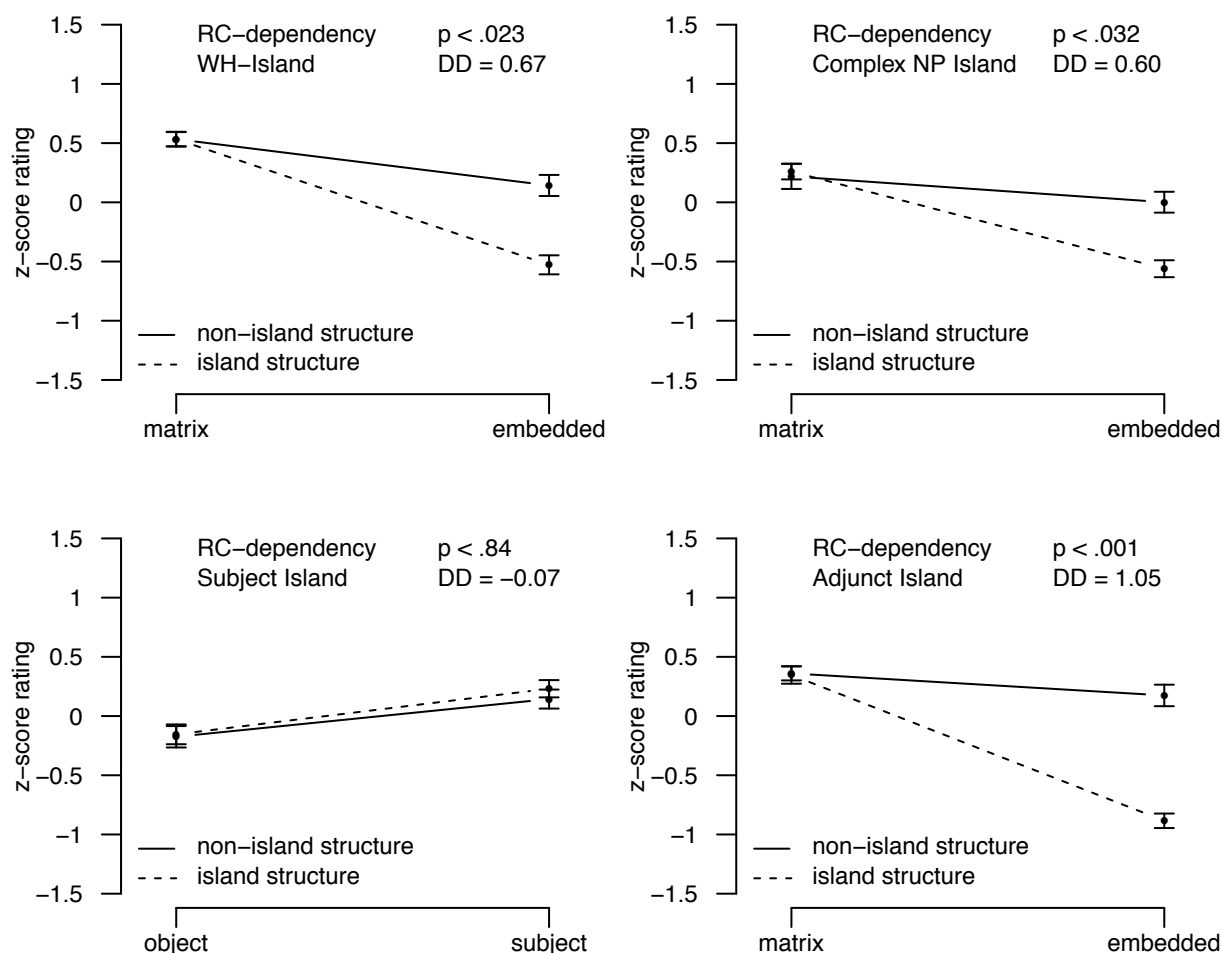 RC−dependency p < .023
WH−Island DD = 0.67
z−score rating
1.5
1
0.5
0
−0.5
−1
−1.5
non−island structure
island structure
matrix embedded
RC−dependency p < .032
Complex NP Island DD = 0.60
z−score rating
1.5
1
0.5
0
−0.5
−1
−1.5
non−island structure
island structure
matrix embedded
RC−dependency p < .84
Subject Island DD = −0.07
z−score rating
1.5
1
0.5
0
−0.5
−1
−1.5
non−island structure
island structure
object subject
RC−dependency p < .001
Adjunct Island DD = 1.05
z−score rating
1.5
1
0.5
0
−0.5
−1
−1.5
non−island structure
island structure
matrix embedded